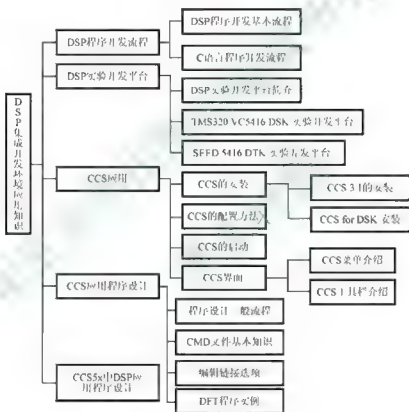 DSP集成开发环境应用知识
DSP程序开发流程
DSP程序开发基本流程
C语言程序开发流程
DSP实验开发平台
DSP实验开发平台简介
TMS320 VC5416 DSK 实验开发平台
SEED 5416 DTK 实验开发平台
CCS应用
CCS的安装
CCS 3.1的安装
CCS for DSK 安装
CCS的配置方法
CCS的启动
CCS界面
CCS菜单介绍
CCS工具栏介绍
CCS应用程序设计
程序设计一般流程
CMD文件基本知识
编辑链接选项
DFT程序实例
CCS5x中DSP应
用程序设计